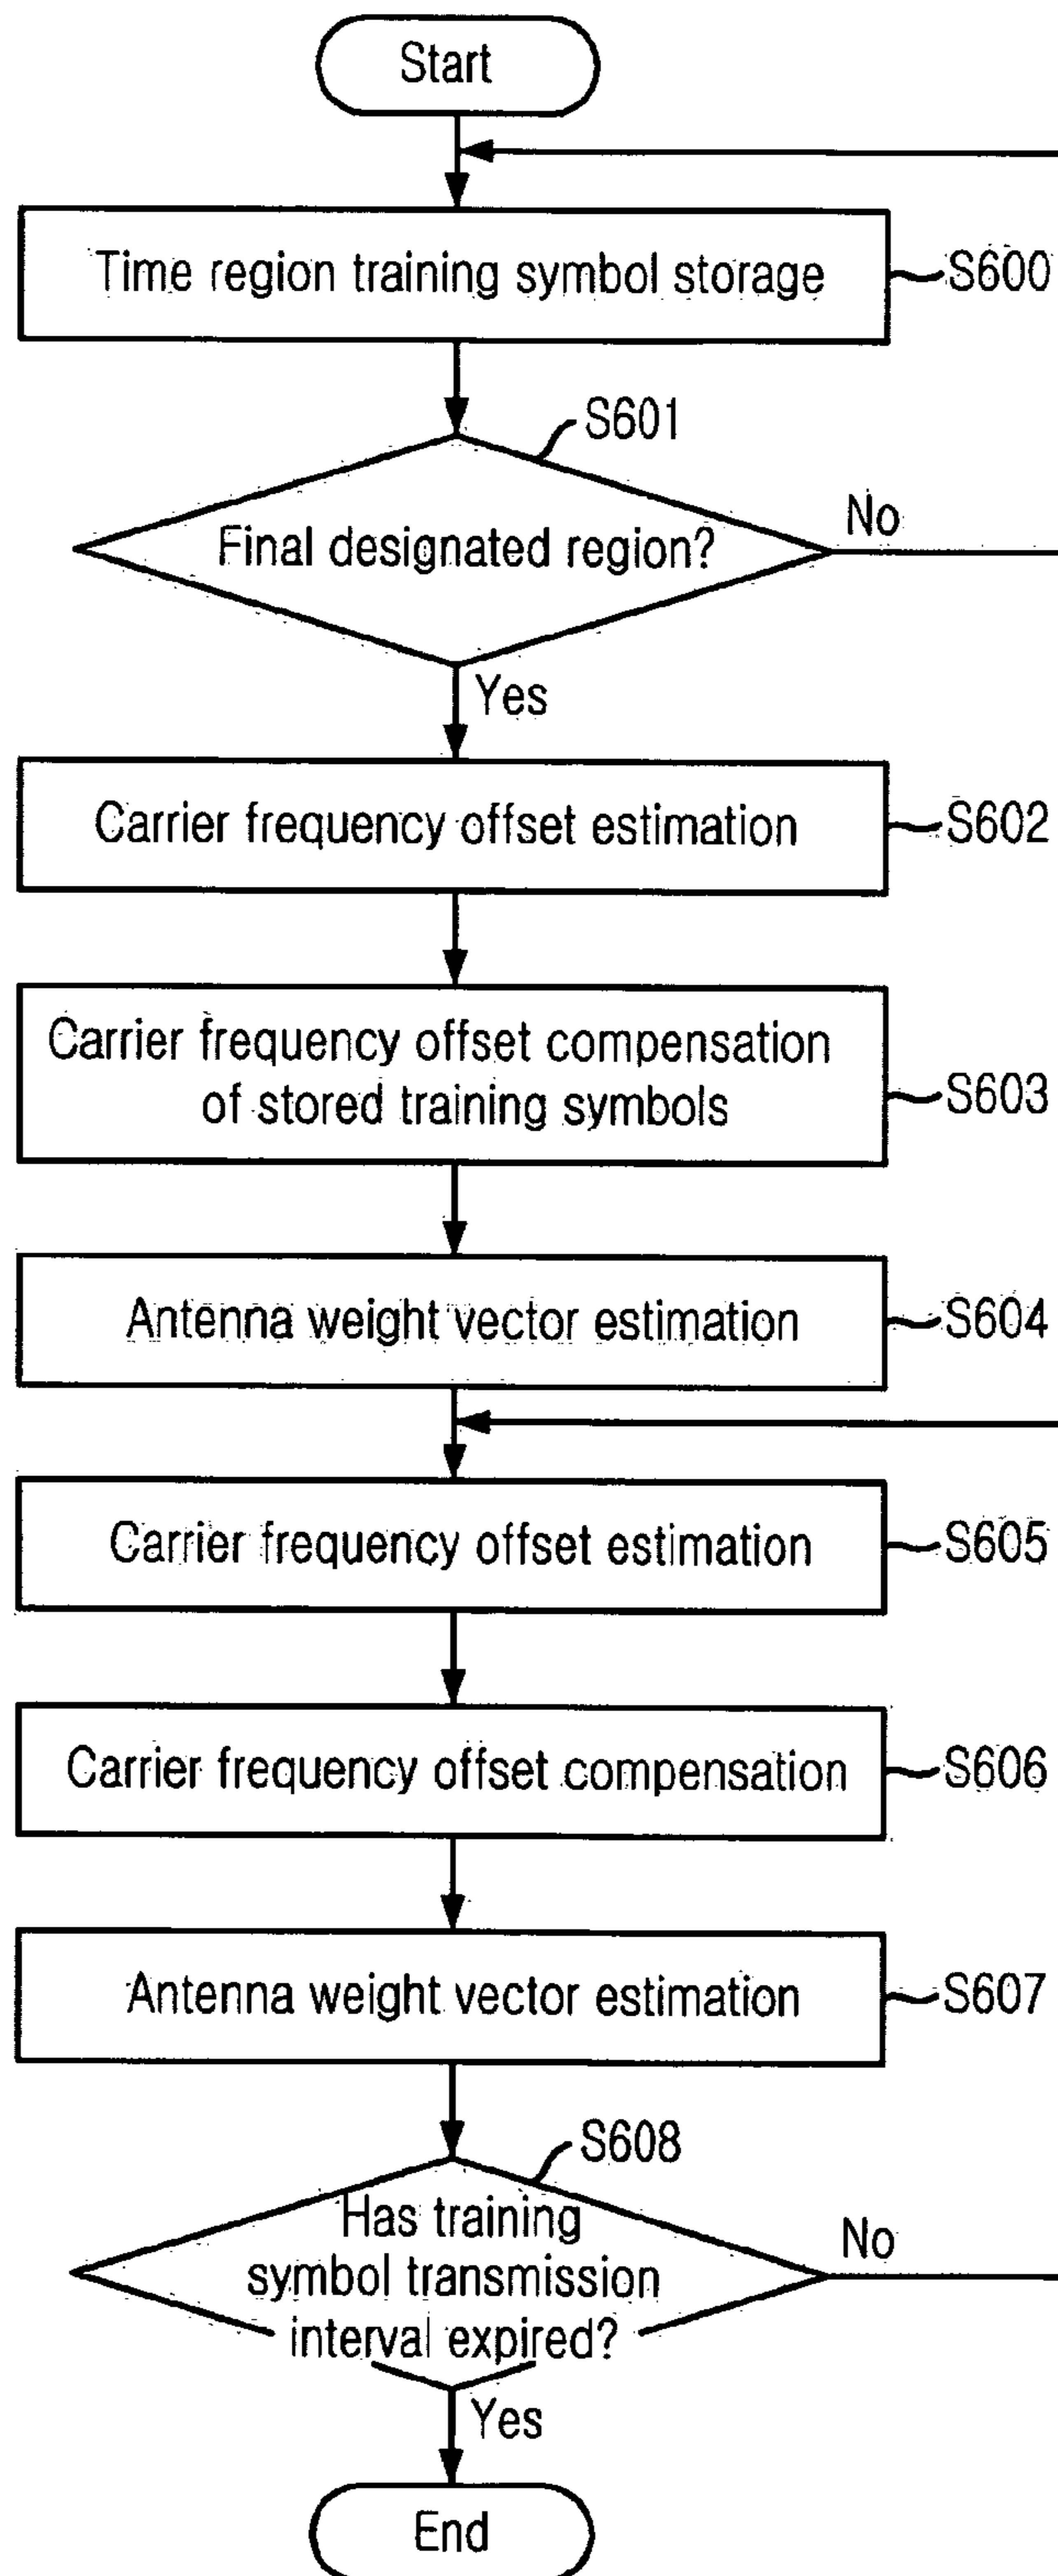 Start
Time region training symbol storage
S600
S601
Final designated region?
No
Yes
Carrier frequency offset estimation
S602
Carrier frequency offset compensation
of stored training symbols
S603
Antenna weight vector estimation
S604
Carrier frequency offset estimation
S605
Carrier frequency offset compensation
S606
Antenna weight vector estimation
S607
S608
Has training
symbol transmission
interval expired?
No
Yes
End